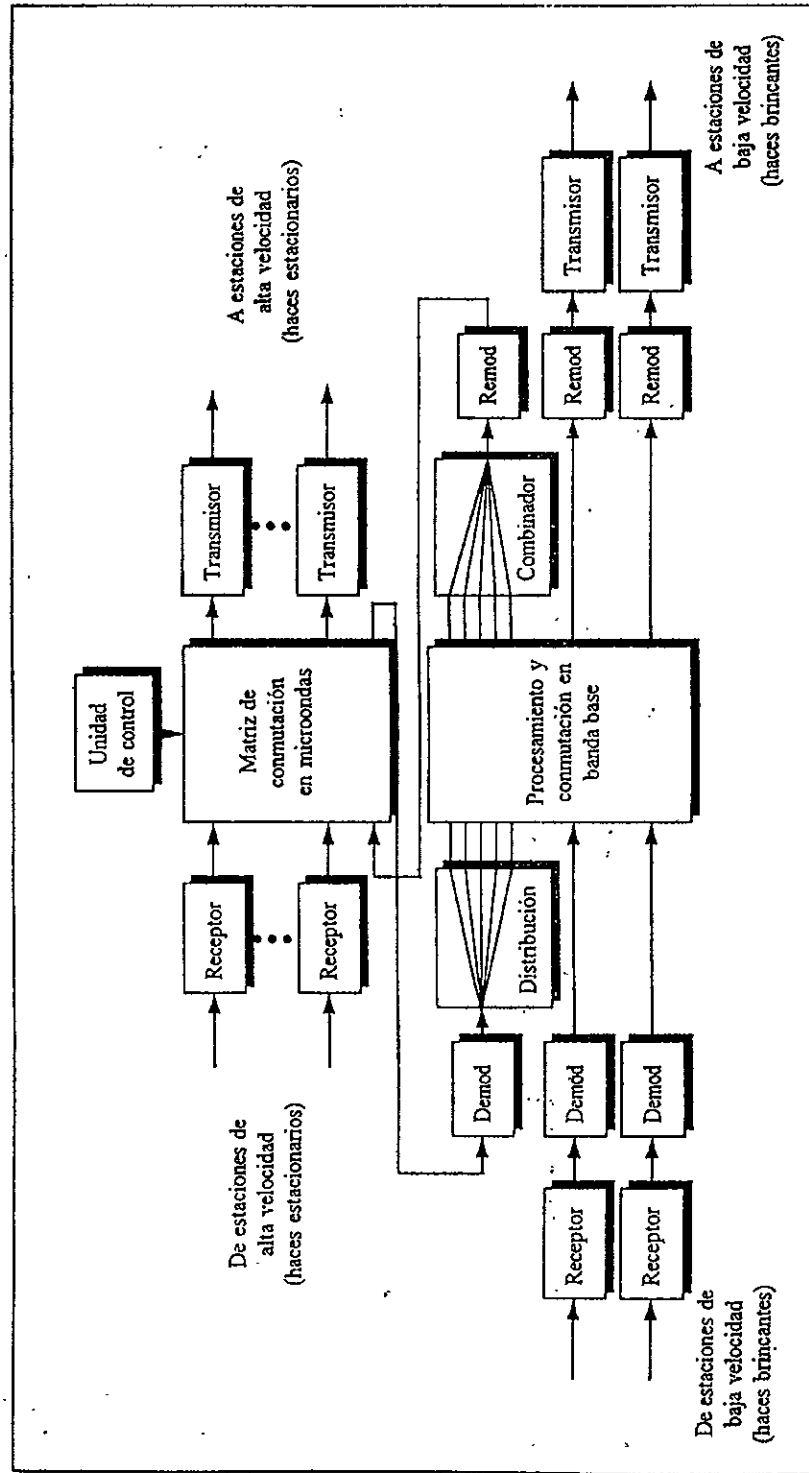 Unidad
de control
De estaciones de
alta velocidad
(haces estacionarios)
Receptor
Receptor
Matriz de
conmutación
en microondas
Transmisor
Transmisor
A estaciones de
alta velocidad
(haces estacionarios)
Demod
Distribución
Procesamiento y
conmutación en
banda base
Combinador
Remod
Receptor
Demód
Remod
Transmisor
Receptor
Demod
Remod
Transmisor
De estaciones de
baja velocidad
(haces brincantes)
A estaciones de
baja velocidad
(haces brincantes)